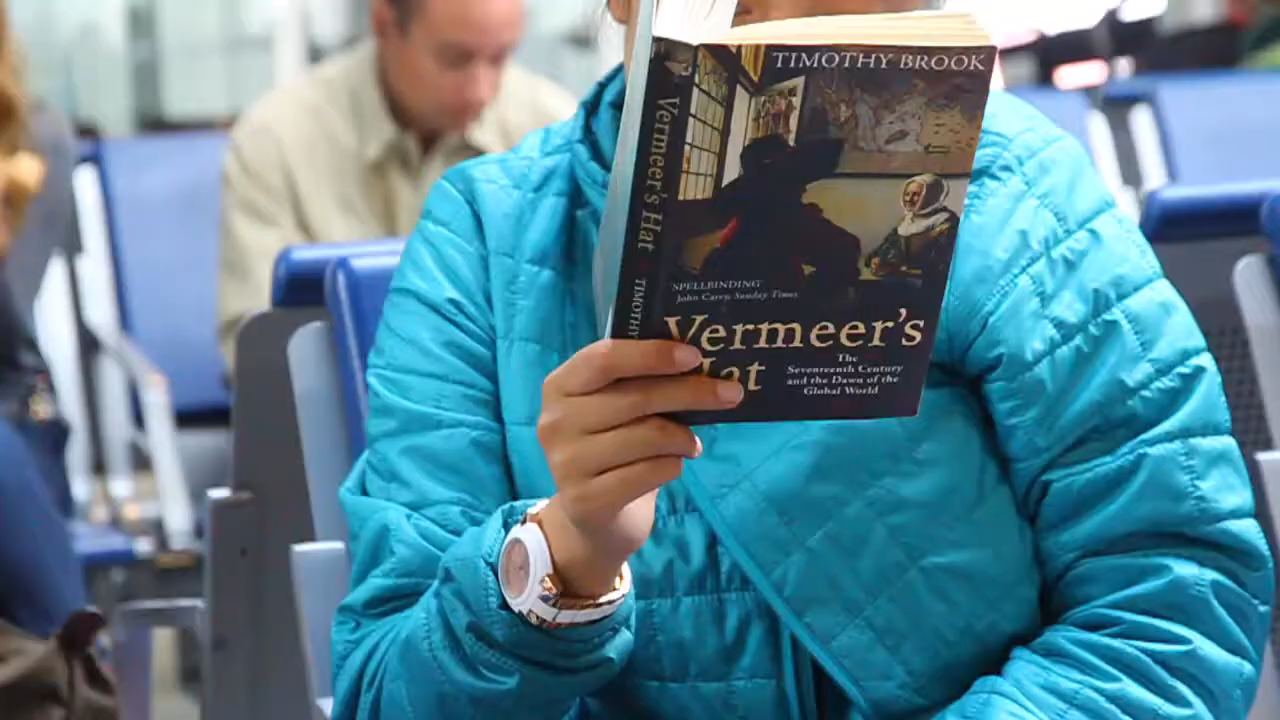 TIMOTHY BROOK
Vermeer's Hat
TIMOTHY
'SPELLBINDING'
John Carey, Sunday Times
Vermeer's
Hat
The
Seventeenth Century
and the Dawn of the
Global World